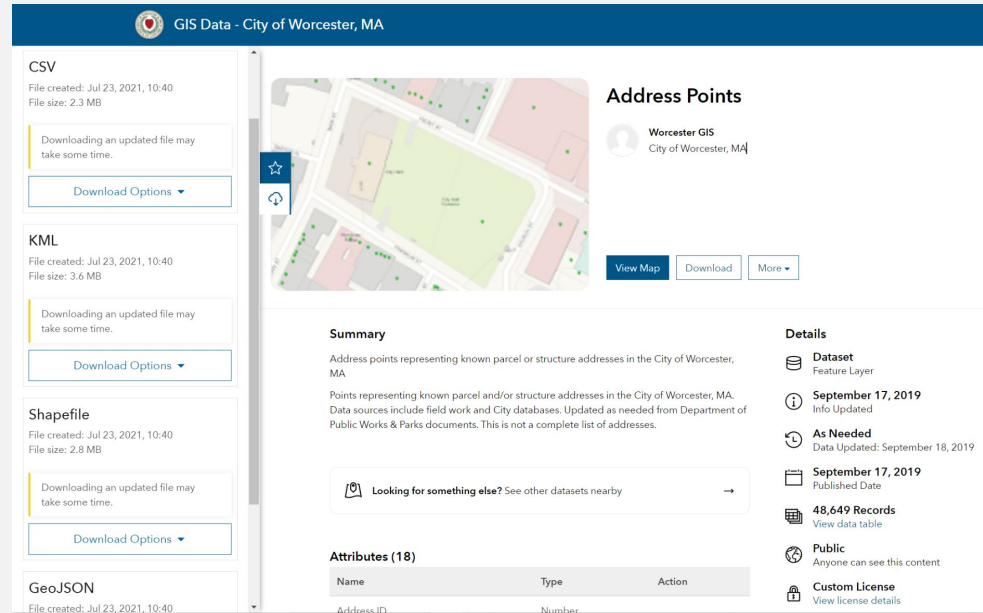 GIS Data - City of Worcester, MA
CSV
File created: Jul 23, 2021, 10:40
File size: 2.3 MB
Downloading an updated file may
take some time.
Download Options
KML
File created: Jul 23, 2021, 10:40
File size: 3.6 MB
Downloading an updated file may
take some time.
Download Options
Shapefile
File created: Jul 23, 2021, 10:40
File size: 2.8 MB
Downloading an updated file may
take some time.
Download Options
GeoJSON
File created: Jul 23, 2021, 10:40
Address Points
Worcester GIS
City of Worcester, MA
View Map
Download
More
Summary
Address points representing known parcel or structure addresses in the City of Worcester,
MA
Points representing known parcel and/or structure addresses in the City of Worcester, MA.
Data sources include field work and City databases. Updated as needed from Department of
Public Works & Parks documents. This is not a complete list of addresses.
Looking for something else? See other datasets nearby →
Attributes (18)
Name Type Action
Address ID Number
Details
Dataset
Feature Layer
September 17, 2019
Info Updated
As Needed
Data Updated: September 18, 2019
September 17, 2019
Published Date
48,649 Records
View data table
Public
Anyone can see this content
Custom License
View license details